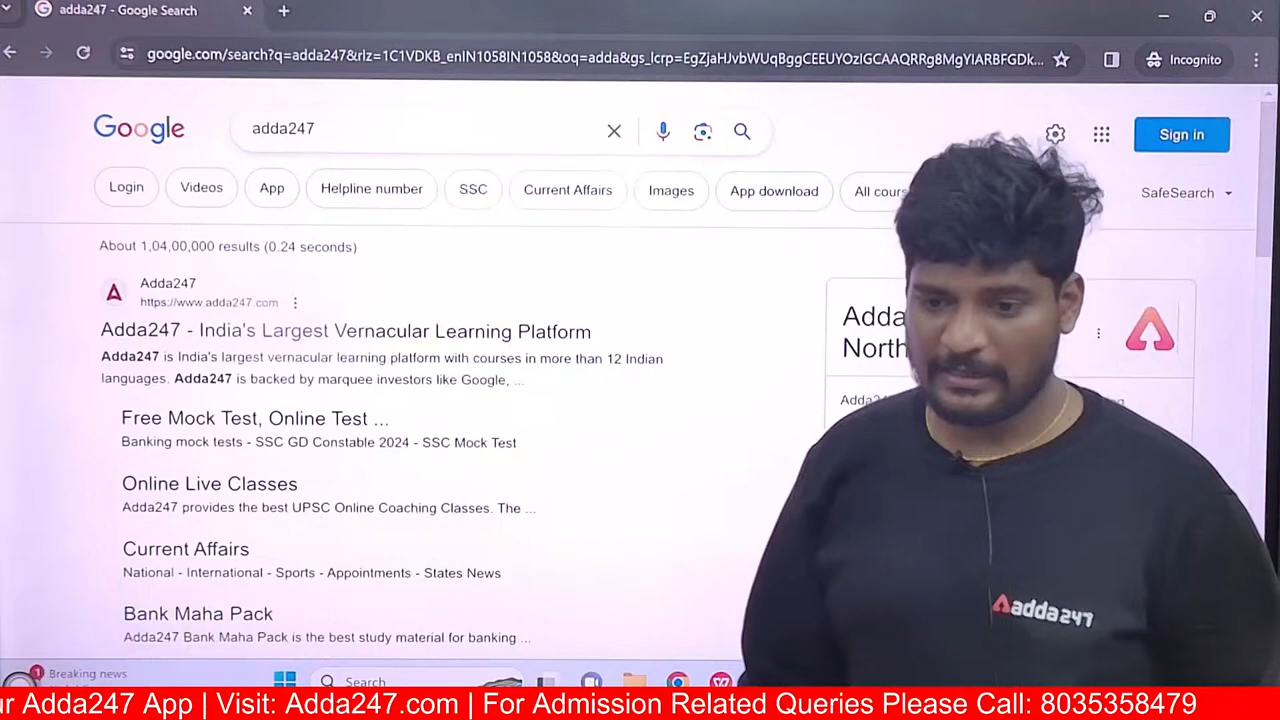 adda247 - Google Search
google.com/search?q=adda247&rlz=1C1VDKB_enIN1058IN1058&oq=adda&gs_lcrp=EgZjaHJvbWUqBggCEEUYOzIGCAAQRRg8MgYIARBFGDk...
Incognito
Google
adda247
Sign in
Login
Videos
App
Helpline number
SSC
Current Affairs
Images
App download
All cours
SafeSearch
About 1,04,00,000 results (0.24 seconds)
Adda247
https://www.adda247.com
Adda247 - India's Largest Vernacular Learning Platform
Adda247 is India's largest vernacular learning platform with courses in more than 12 Indian
languages. Adda247 is backed by marquee investors like Google, ...
Free Mock Test, Online Test ...
Banking mock tests - SSC GD Constable 2024 - SSC Mock Test
Online Live Classes
Adda247 provides the best UPSC Online Coaching Classes. The ...
Current Affairs
National - International - Sports - Appointments - States News
Bank Maha Pack
Adda247 Bank Maha Pack is the best study material for banking ...
Adda
North
Adda2
adda247
1
Breaking news
Search
ur Adda247 App | Visit: Adda247.com | For Admission Related Queries Please Call: 8035358479